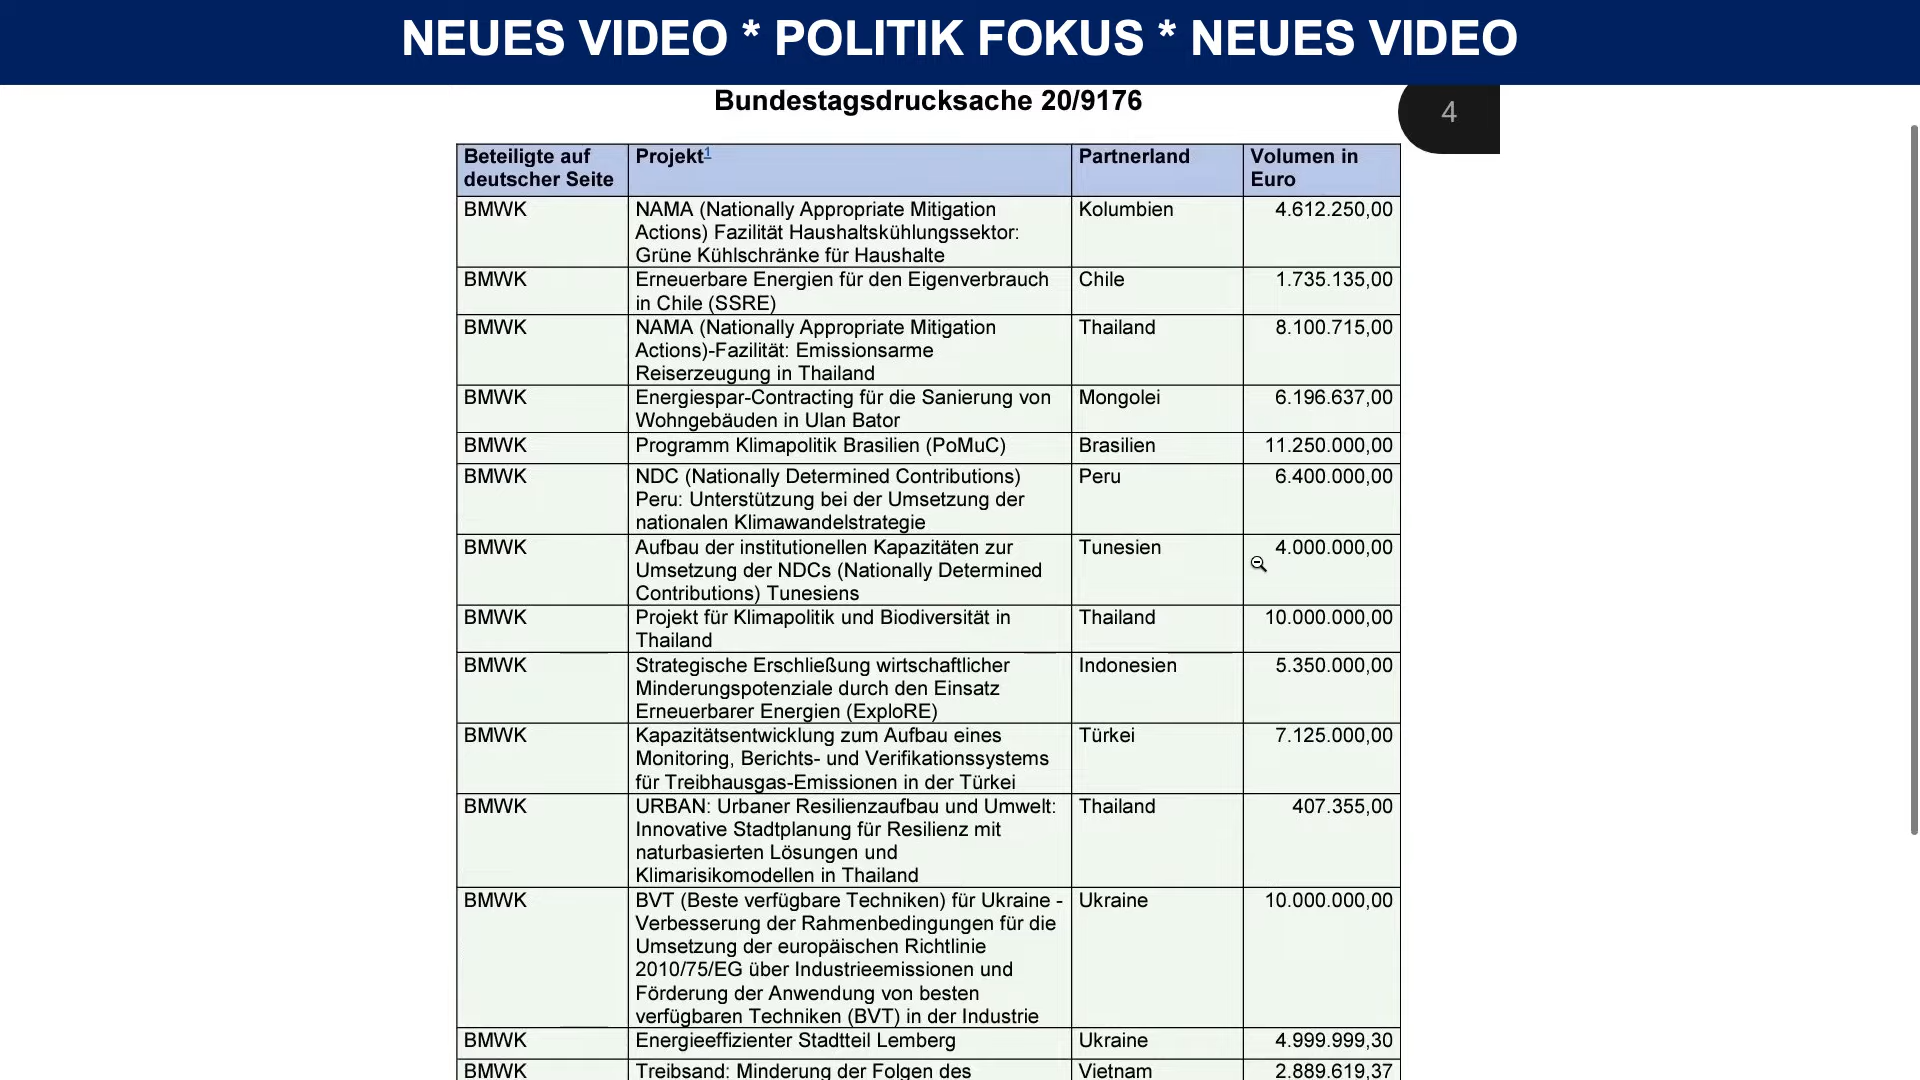 NEUES VIDEO * POLITIK FOKUS * NEUES VIDEO
Bundestagsdrucksache 20/9176
4
Beteiligte auf deutscher Seite Projekt1 Partnerland Volumen in Euro
BMWK NAMA (Nationally Appropriate Mitigation Kolumbien 4.612.250,00
Actions) Fazilität Haushaltskühlungssektor:
Grüne Kühlschränke für Haushalte
BMWK Erneuerbare Energien für den Eigenverbrauch Chile 1.735.135,00
in Chile (SSRE)
BMWK NAMA (Nationally Appropriate Mitigation Thailand 8.100.715,00
Actions)-Fazilität: Emissionsarme
Reiserzeugung in Thailand
BMWK Energiespar-Contracting für die Sanierung von Mongolei 6.196.637,00
Wohngebäuden in Ulan Bator
BMWK Programm Klimapolitik Brasilien (PoMuC) Brasilien 11.250.000,00
BMWK NDC (Nationally Determined Contributions) Peru 6.400.000,00
Peru: Unterstützung bei der Umsetzung der
nationalen Klimawandelstrategie
BMWK Aufbau der institutionellen Kapazitäten zur Tunesien 4.000.000,00
Umsetzung der NDCs (Nationally Determined
Contributions) Tunesiens
BMWK Projekt für Klimapolitik und Biodiversität in Thailand 10.000.000,00
Thailand
BMWK Strategische Erschließung wirtschaftlicher Indonesien 5.350.000,00
Minderungspotenziale durch den Einsatz
Erneuerbarer Energien (ExploRE)
BMWK Kapazitätsentwicklung zum Aufbau eines Türkei 7.125.000,00
Monitoring, Berichts- und Verifikationssystems
für Treibhausgas-Emissionen in der Türkei
BMWK URBAN: Urbaner Resilienzaufbau und Umwelt: Thailand 407.355,00
Innovative Stadtplanung für Resilienz mit
naturbasierten Lösungen und
Klimarisikomodellen in Thailand
BMWK BVT (Beste verfügbare Techniken) für Ukraine - Ukraine 10.000.000,00
Verbesserung der Rahmenbedingungen für die
Umsetzung der europäischen Richtlinie
2010/75/EG über Industrieemissionen und
Förderung der Anwendung von besten
verfügbaren Techniken (BVT) in der Industrie
BMWK Energieeffizienter Stadtteil Lemberg Ukraine 4.999.999,30
BMWK Treibsand: Minderung der Folgen des Vietnam 2.889.619,37